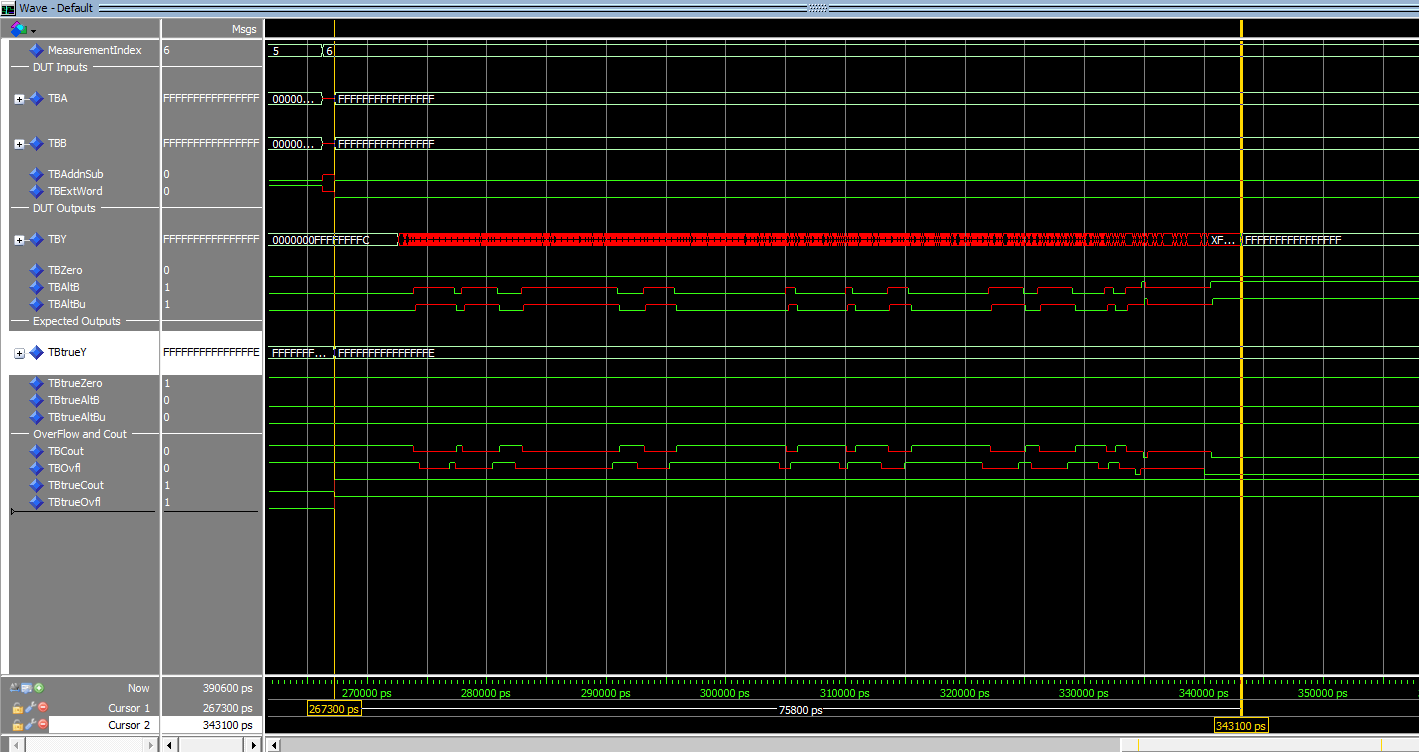 Wave - Default
Msgs
MeasurementIndex 6 5 6
DUT Inputs
TBA FFFFFFFFFFFFFFFF 00000... FFFFFFFFFFFFFFFF
TBB FFFFFFFFFFFFFFFF 00000... FFFFFFFFFFFFFFFF
TBAddnSub 0
TBExtWord 0
DUT Outputs
TBY FFFFFFFFFFFFFFFF 0000000FFFFFFFFC XF... FFFFFFFFFFFFFFFF
TBZero 0
TBAltB 1
TBAltBu 1
Expected Outputs
TBtrueY FFFFFFFFFFFFFFFE FFFFFFF... FFFFFFFFFFFFFFFE
TBtrueZero 1
TBtrueAltB 0
TBtrueAltBu 0
OverFlow and Cout
TBCout 0
TBOvfl 0
TBtrueCout 1
TBtrueOvfl 1
Now 390600 ps 270000 ps 280000 ps 290000 ps 300000 ps 310000 ps 320000 ps 330000 ps 340000 ps 350000 ps
Cursor 1 267300 ps 267300 ps 75800 ps
Cursor 2 343100 ps 343100 ps